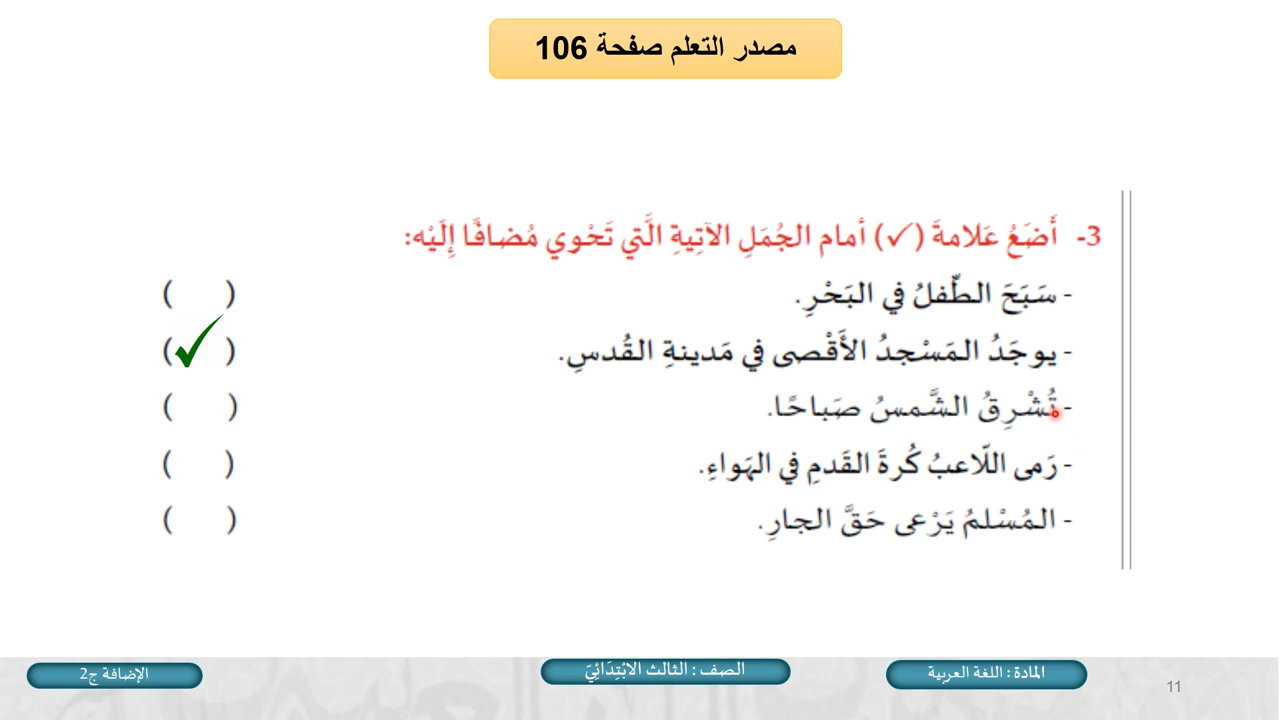 مصدر التعلم صفحة 106
3- أَضَعُ عَلامةَ (✓) أمام الجُمَلِ الآتِيةِ الَّتي تَحْوي مُضافًا إِلَيْه:
- سَبَحَ الطِّفلُ في البَحْرِ. ( )
- يوجَدُ المَسْجدُ الأَقْصى في مَدينةِ القُدسِ. (✓)
- تُشْرِقُ الشَّمسُ صَباحًا. ( )
- رَمى اللّاعبُ كُرةَ القَدمِ في الهَواءِ. ( )
- المُسْلمُ يَرْعى حَقَّ الجارِ. ( )
المادة : اللغة العربية
الصف : الثالث الابْتِدَائِيّ
الإضافة ج2
11